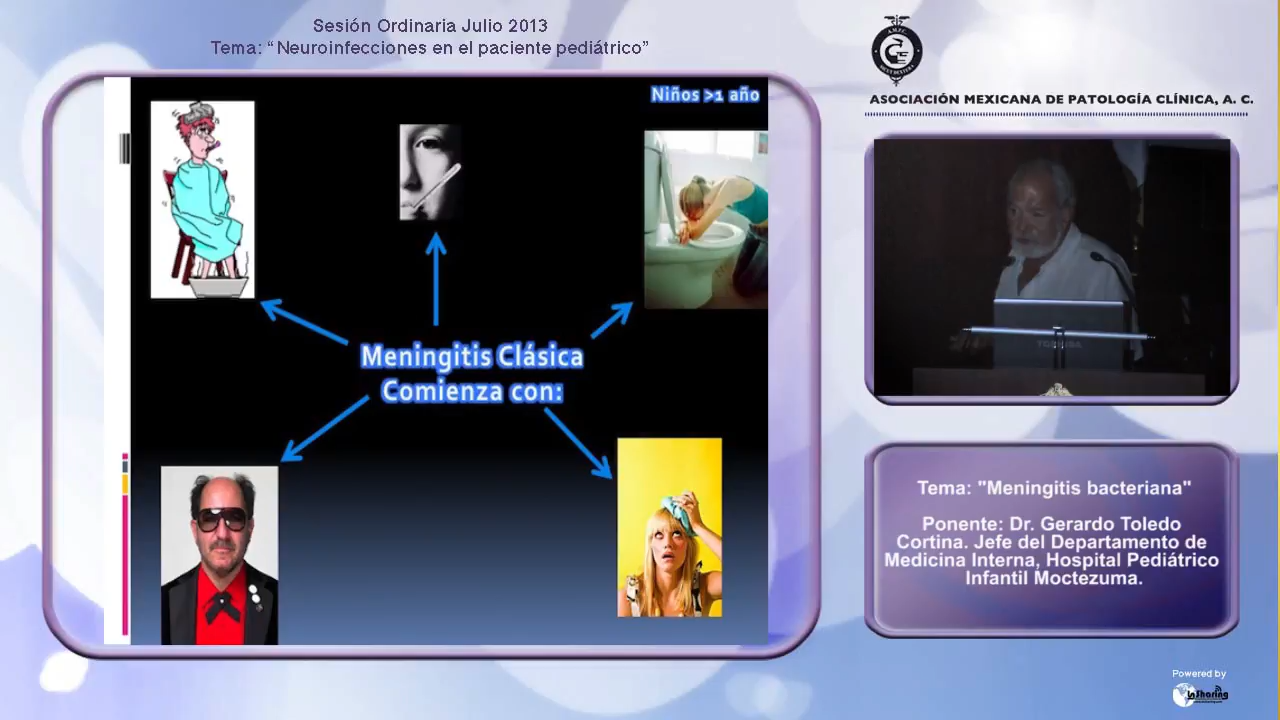 Sesión Ordinaria Julio 2013
Tema: “Neuroinfecciones en el paciente pediátrico”
ASOCIACIÓN MEXICANA DE PATOLOGÍA CLÍNICA, A. C.
Niños >1 año
Meningitis Clásica
Comienza con:
TOSHIBA
Tema: "Meningitis bacteriana"
Ponente: Dr. Gerardo Toledo
Cortina. Jefe del Departamento de
Medicina Interna, Hospital Pediátrico
Infantil Moctezuma.
Powered by
InSharing